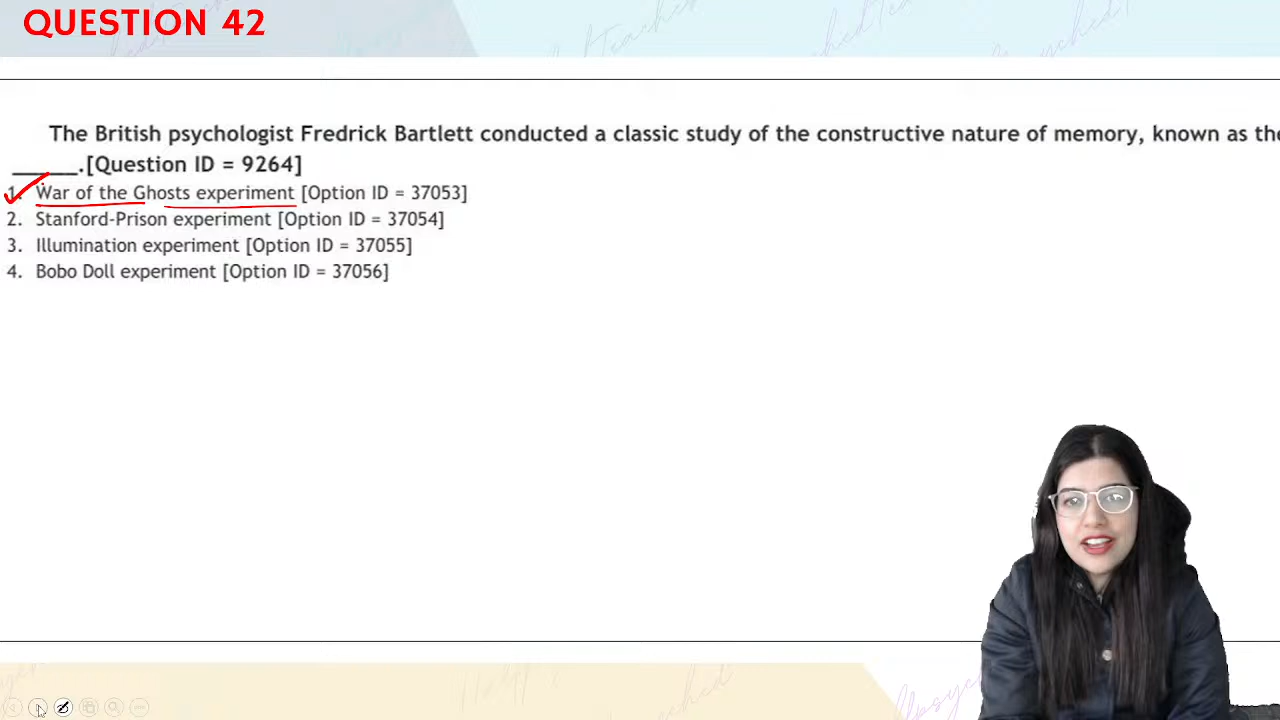 QUESTION 42
The British psychologist Fredrick Bartlett conducted a classic study of the constructive nature of memory, known as the
_____.[Question ID = 9264]
1. War of the Ghosts experiment [Option ID = 37053]
2. Stanford-Prison experiment [Option ID = 37054]
3. Illumination experiment [Option ID = 37055]
4. Bobo Doll experiment [Option ID = 37056]